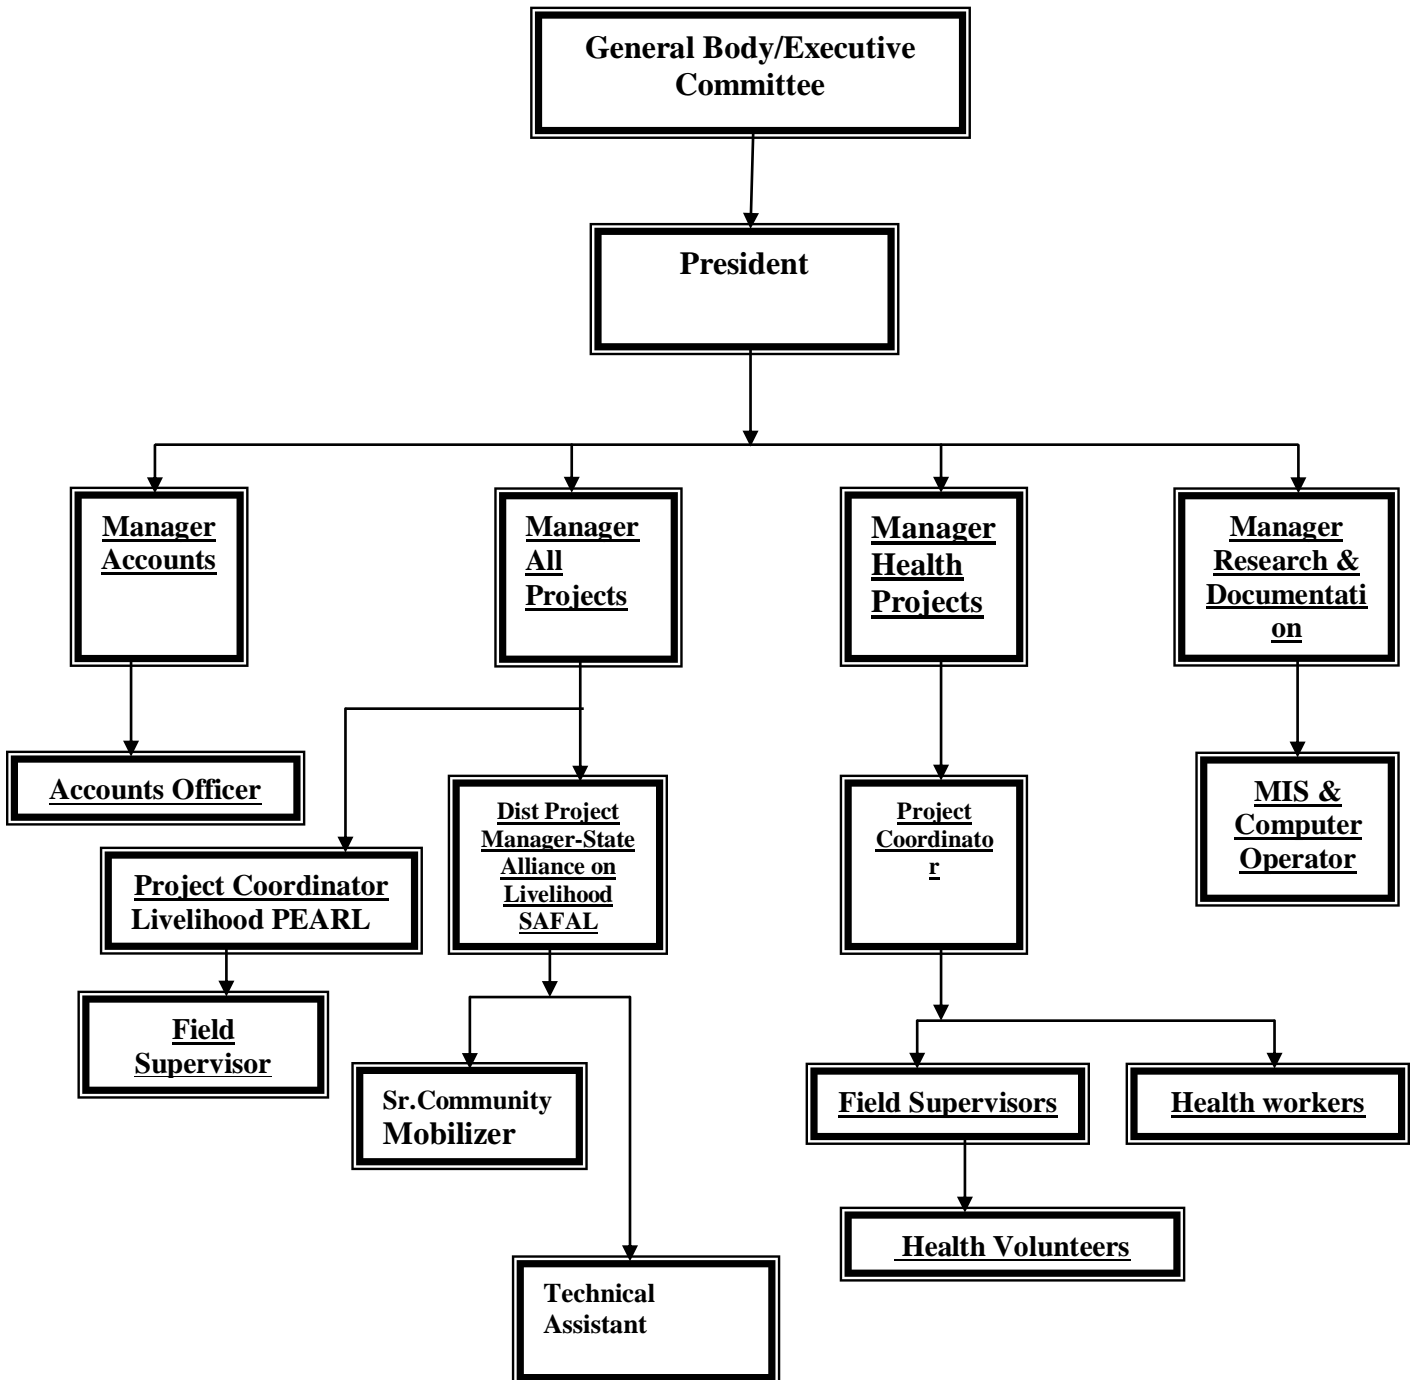 General Body/Executive
Committee
President
Manager
Accounts
Manager
All
Projects
Manager
Health
Projects
Manager
Research &
Documentati
on
Accounts Officer
Dist Project
Manager-State
Alliance on
Livelihood
SAFAL
Project
Coordinato
r
MIS &
Computer
Operator
Project Coordinator
Livelihood PEARL
Field
Supervisor
Sr.Community
Mobilizer
Field Supervisors
Health workers
Health Volunteers
Technical
Assistant